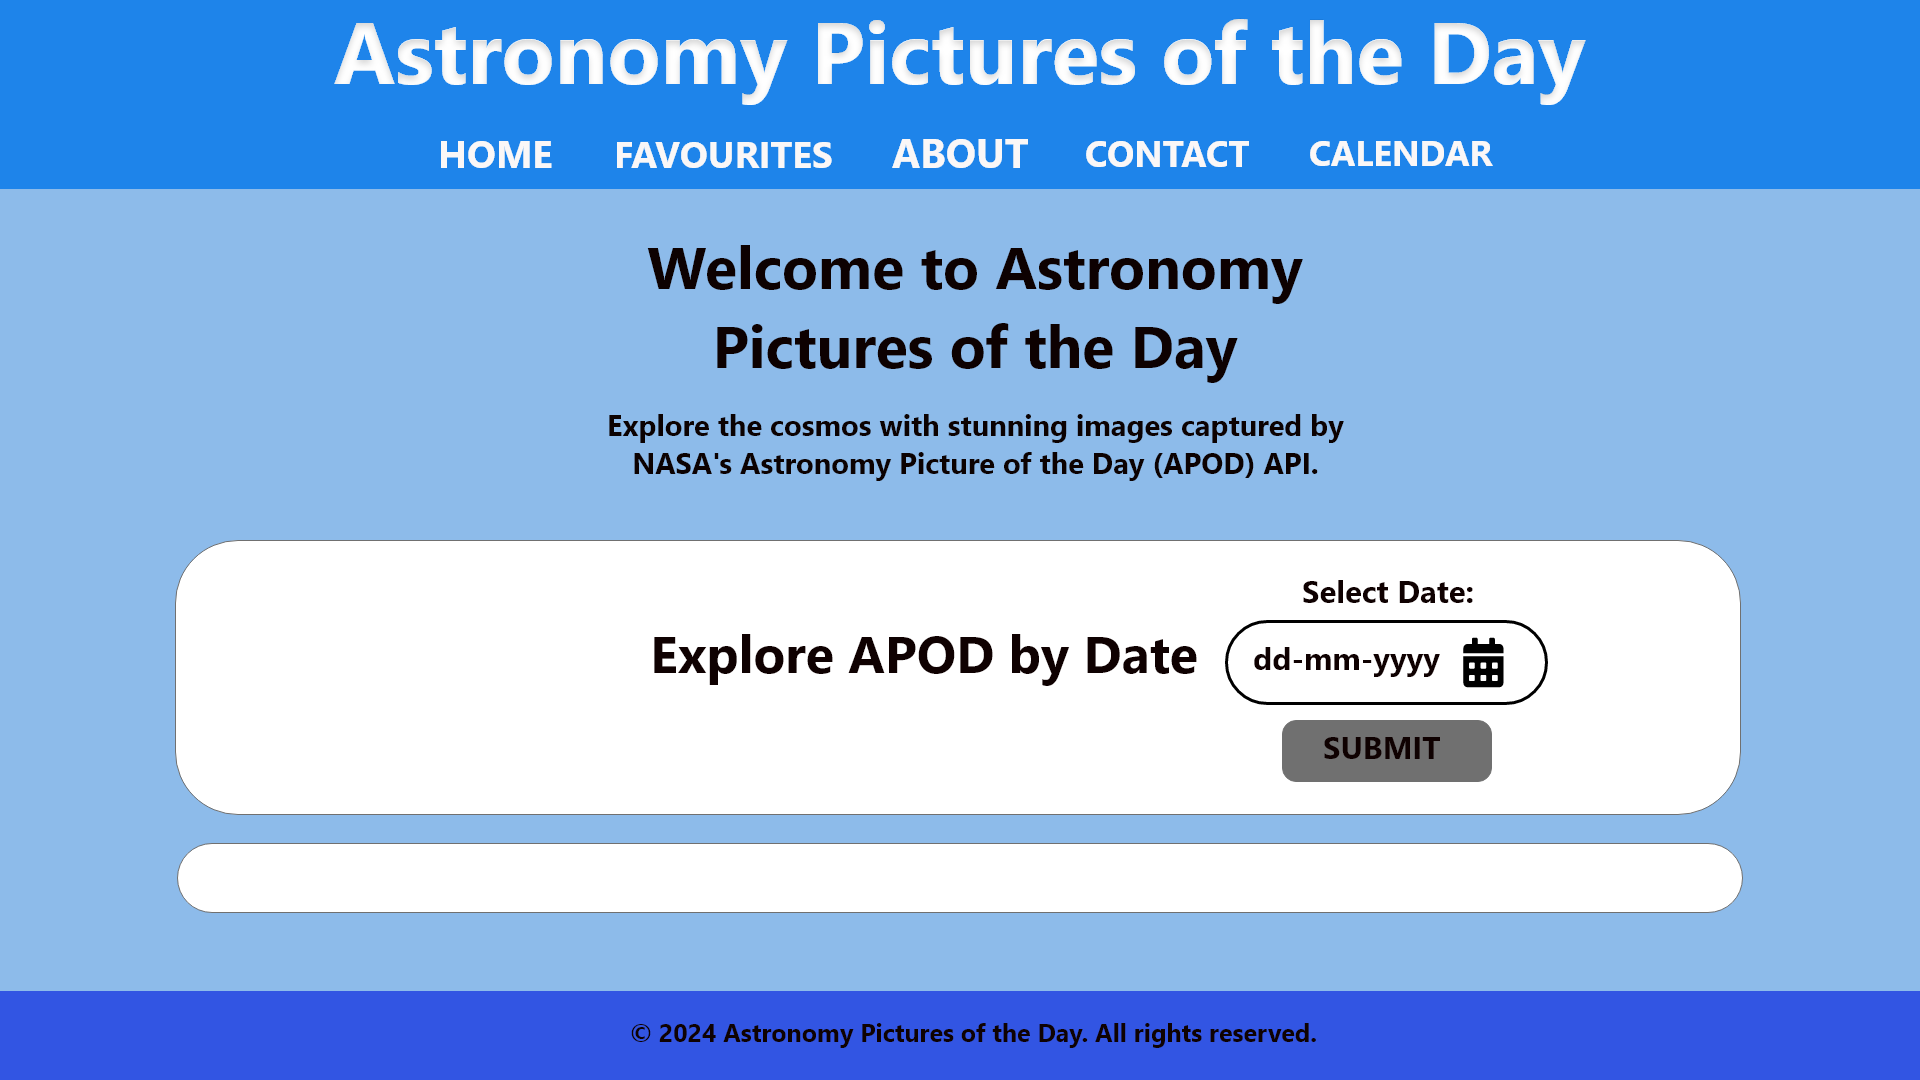 Astronomy Pictures of the Day
HOME FAVOURITES ABOUT CONTACT CALENDAR
Welcome to Astronomy
Pictures of the Day
Explore the cosmos with stunning images captured by
NASA's Astronomy Picture of the Day (APOD) API.
Explore APOD by Date
Select Date:
dd-mm-yyyy
SUBMIT
© 2024 Astronomy Pictures of the Day. All rights reserved.